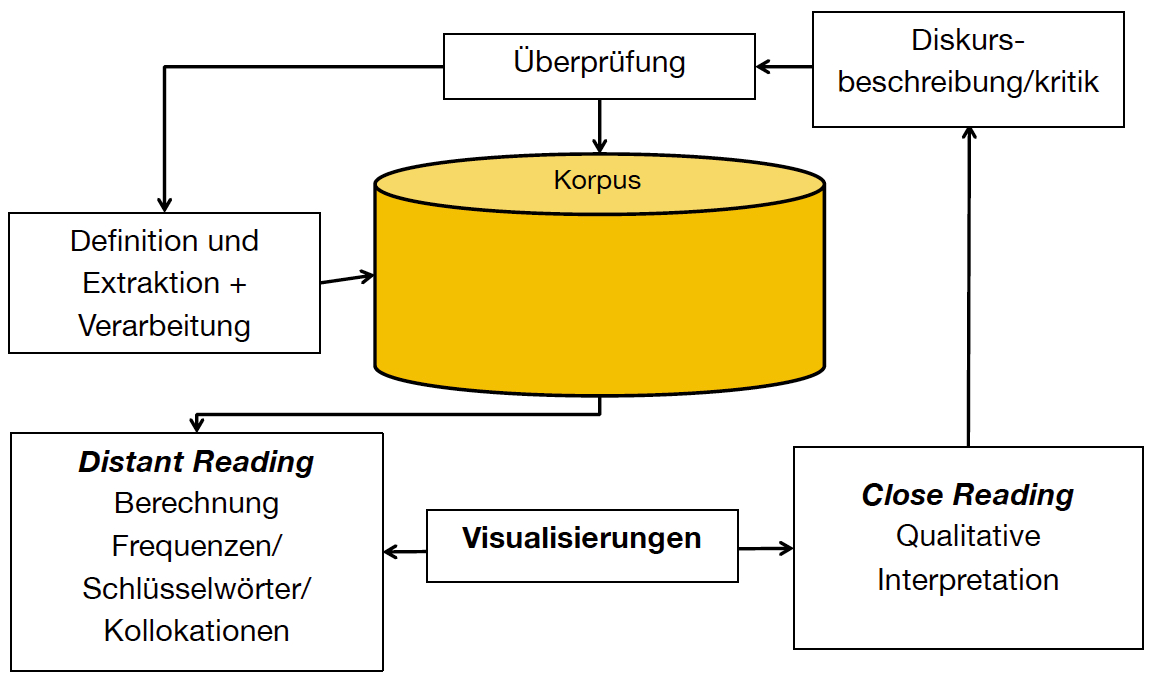 Überprüfung
Diskurs-
beschreibung/kritik
Korpus
Definition und
Extraktion +
Verarbeitung
Distant Reading
Berechnung
Frequenzen/
Schlüsselwörter/
Kollokationen
Visualisierungen
Close Reading
Qualitative
Interpretation